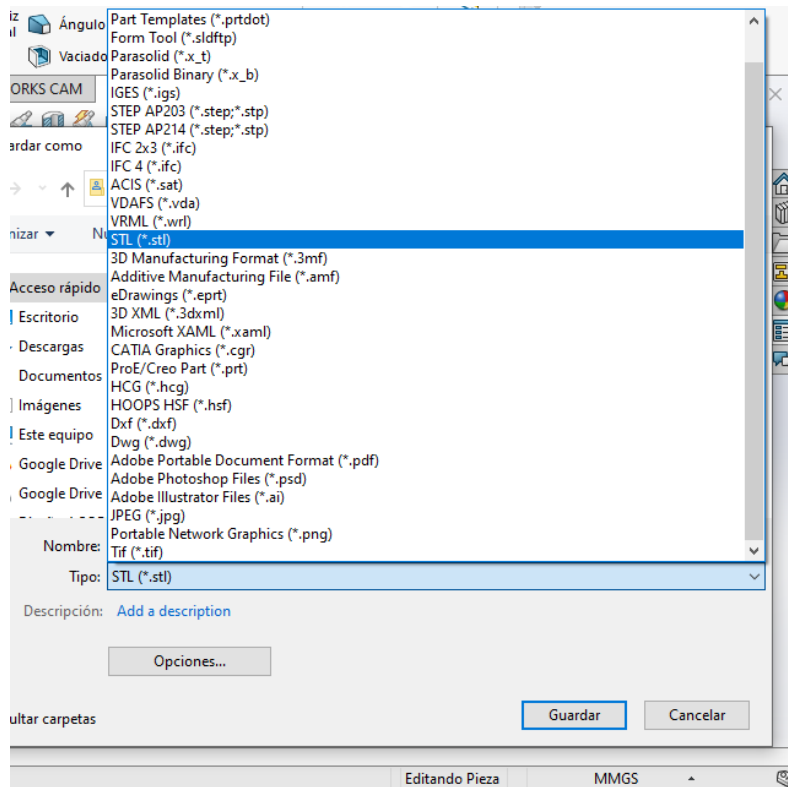 iz
al
Ángulo
Vaciado
ORKS CAM
ardar como
nizar
Nu
Acceso rápido
Escritorio
Descargas
Documentos
Imágenes
Este equipo
Google Drive
Google Drive
Part Templates (*.prtdot)
Form Tool (*.sldftp)
Parasolid (*.x_t)
Parasolid Binary (*.x_b)
IGES (*.igs)
STEP AP203 (*.step;*.stp)
STEP AP214 (*.step;*.stp)
IFC 2x3 (*.ifc)
IFC 4 (*.ifc)
ACIS (*.sat)
VDAFS (*.vda)
VRML (*.wrl)
STL (*.stl)
3D Manufacturing Format (*.3mf)
Additive Manufacturing File (*.amf)
eDrawings (*.eprt)
3D XML (*.3dxml)
Microsoft XAML (*.xaml)
CATIA Graphics (*.cgr)
ProE/Creo Part (*.prt)
HCG (*.hcg)
HOOPS HSF (*.hsf)
Dxf (*.dxf)
Dwg (*.dwg)
Adobe Portable Document Format (*.pdf)
Adobe Photoshop Files (*.psd)
Adobe Illustrator Files (*.ai)
JPEG (*.jpg)
Portable Network Graphics (*.png)
Tif (*.tif)
Nombre:
Tipo: STL (*.stl)
Descripción: Add a description
Opciones...
ultar carpetas
Guardar Cancelar
Editando Pieza MMGS